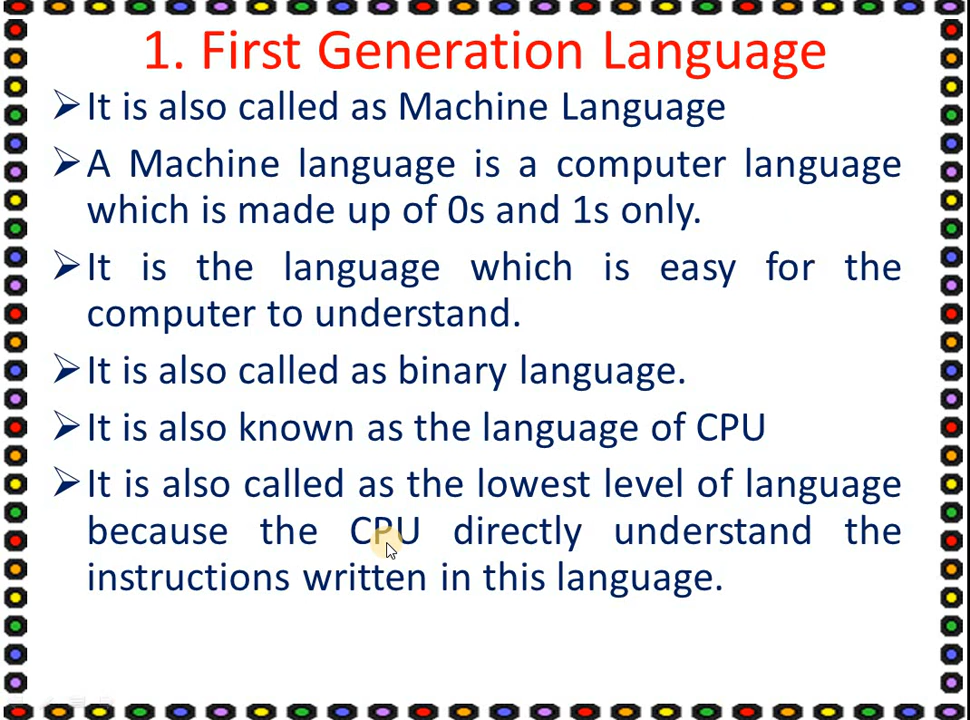 1. First Generation Language
➢It is also called as Machine Language
➢A Machine language is a computer language
which is made up of 0s and 1s only.
➢It is the language which is easy for the
computer to understand.
➢It is also called as binary language.
➢It is also known as the language of CPU
➢It is also called as the lowest level of language
because the CPU directly understand the
instructions written in this language.